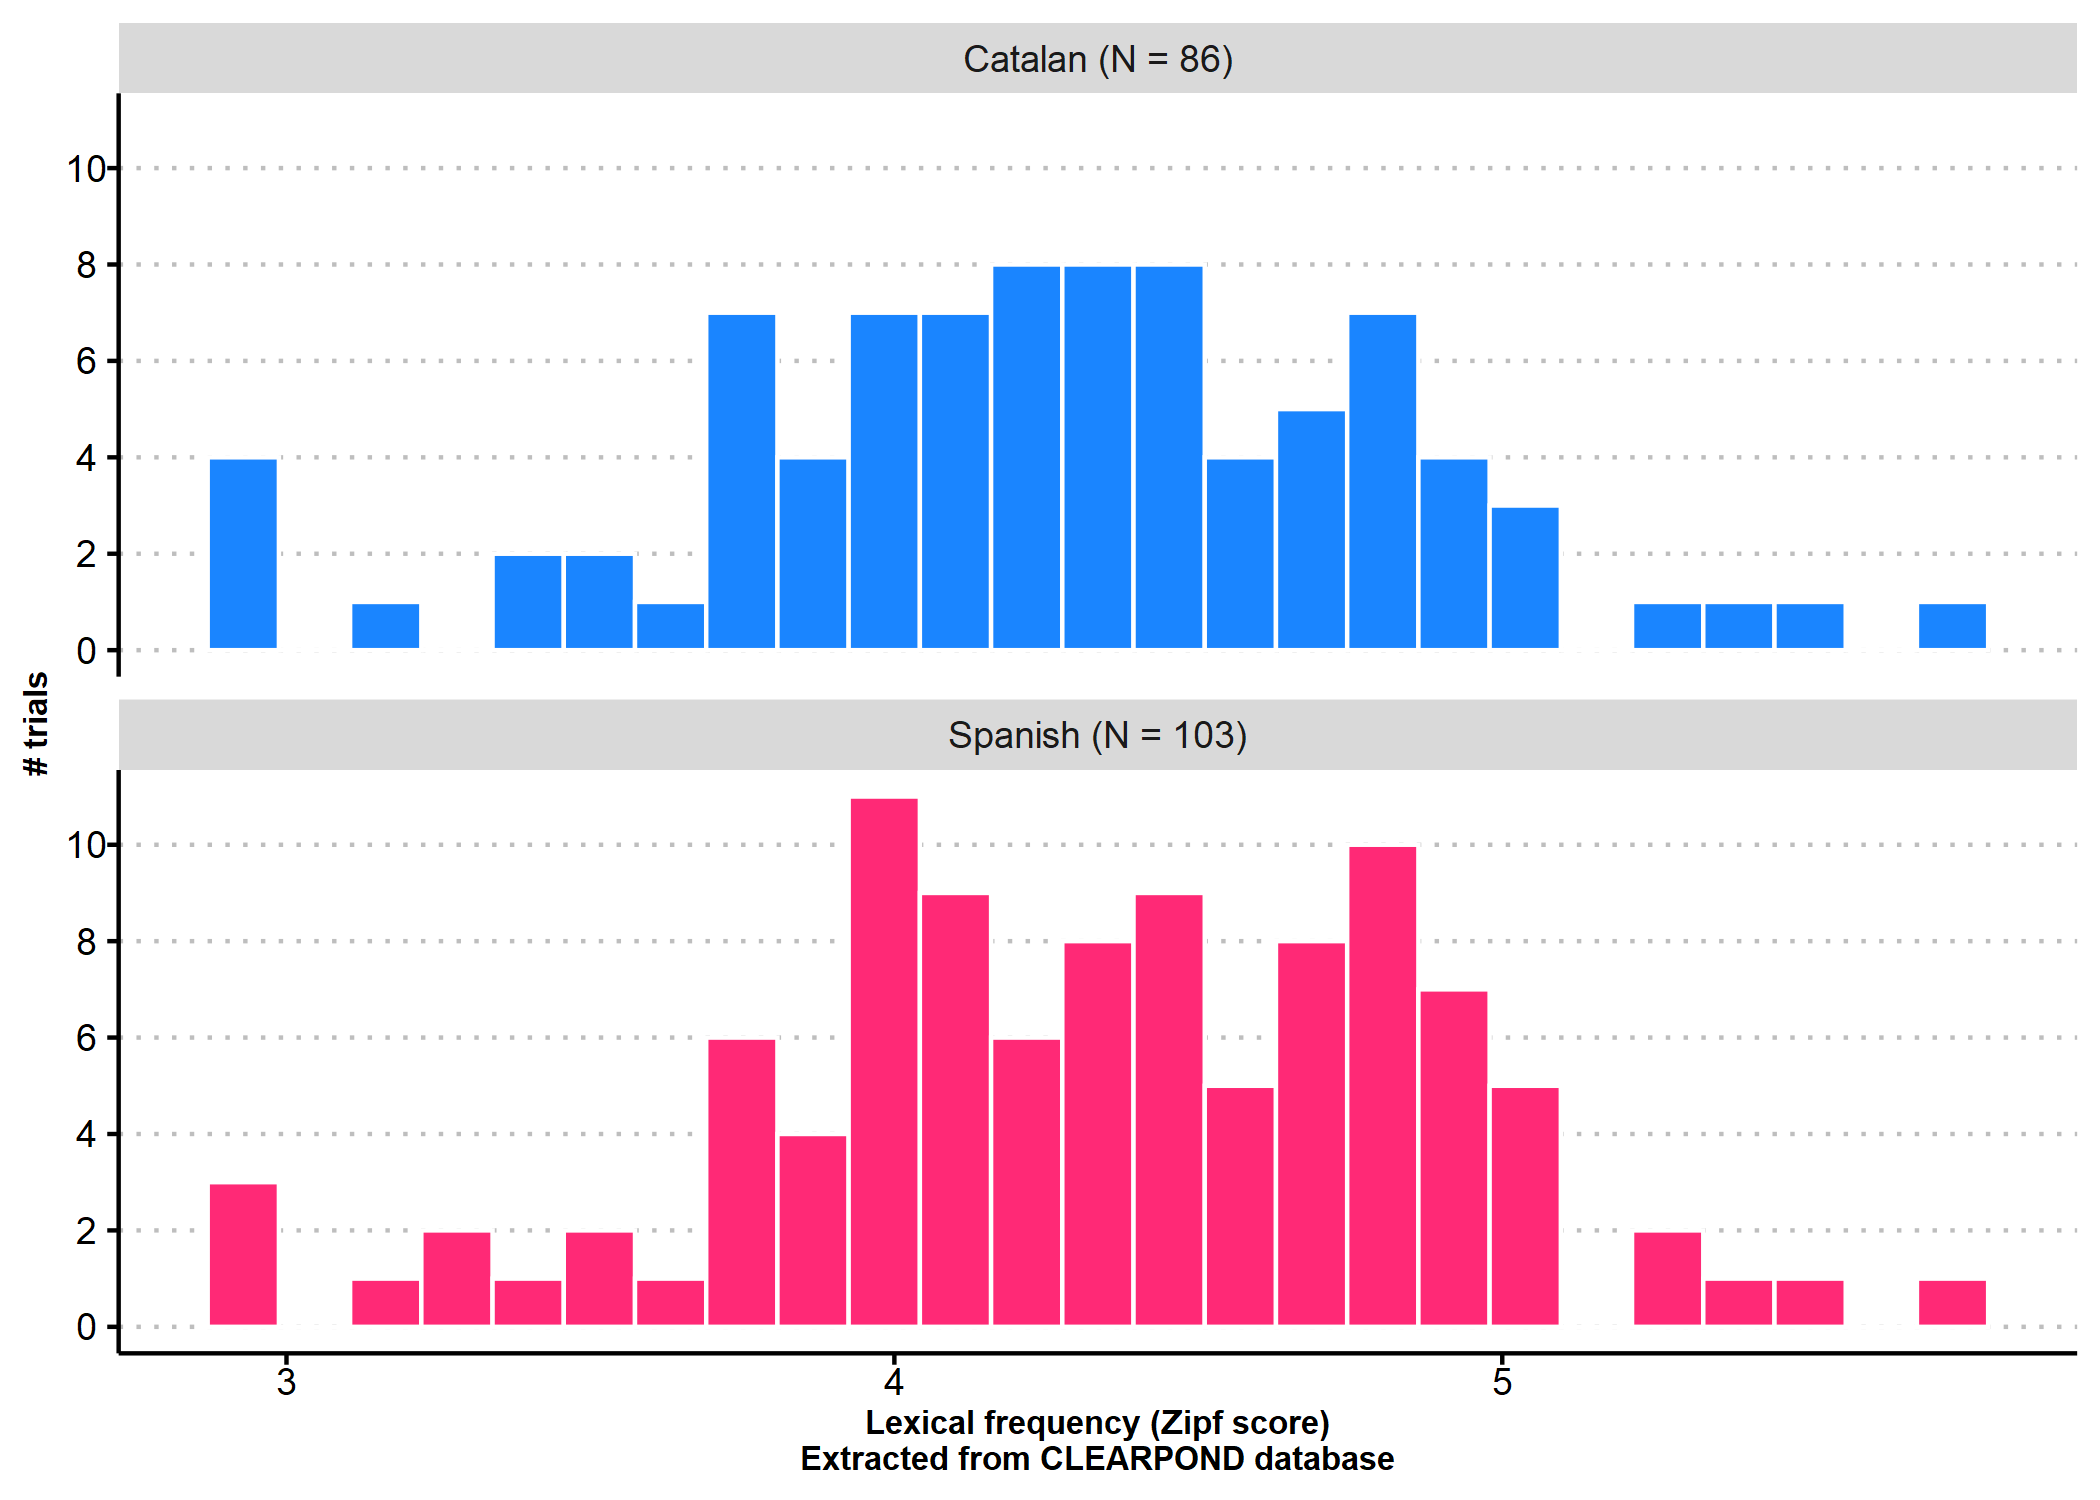 Catalan (N = 86)
10
8
6
4
2
0
# trials
Spanish (N = 103)
10
8
6
4
2
0
3 4 5
Lexical frequency (Zipf score)
Extracted from CLEARPOND database